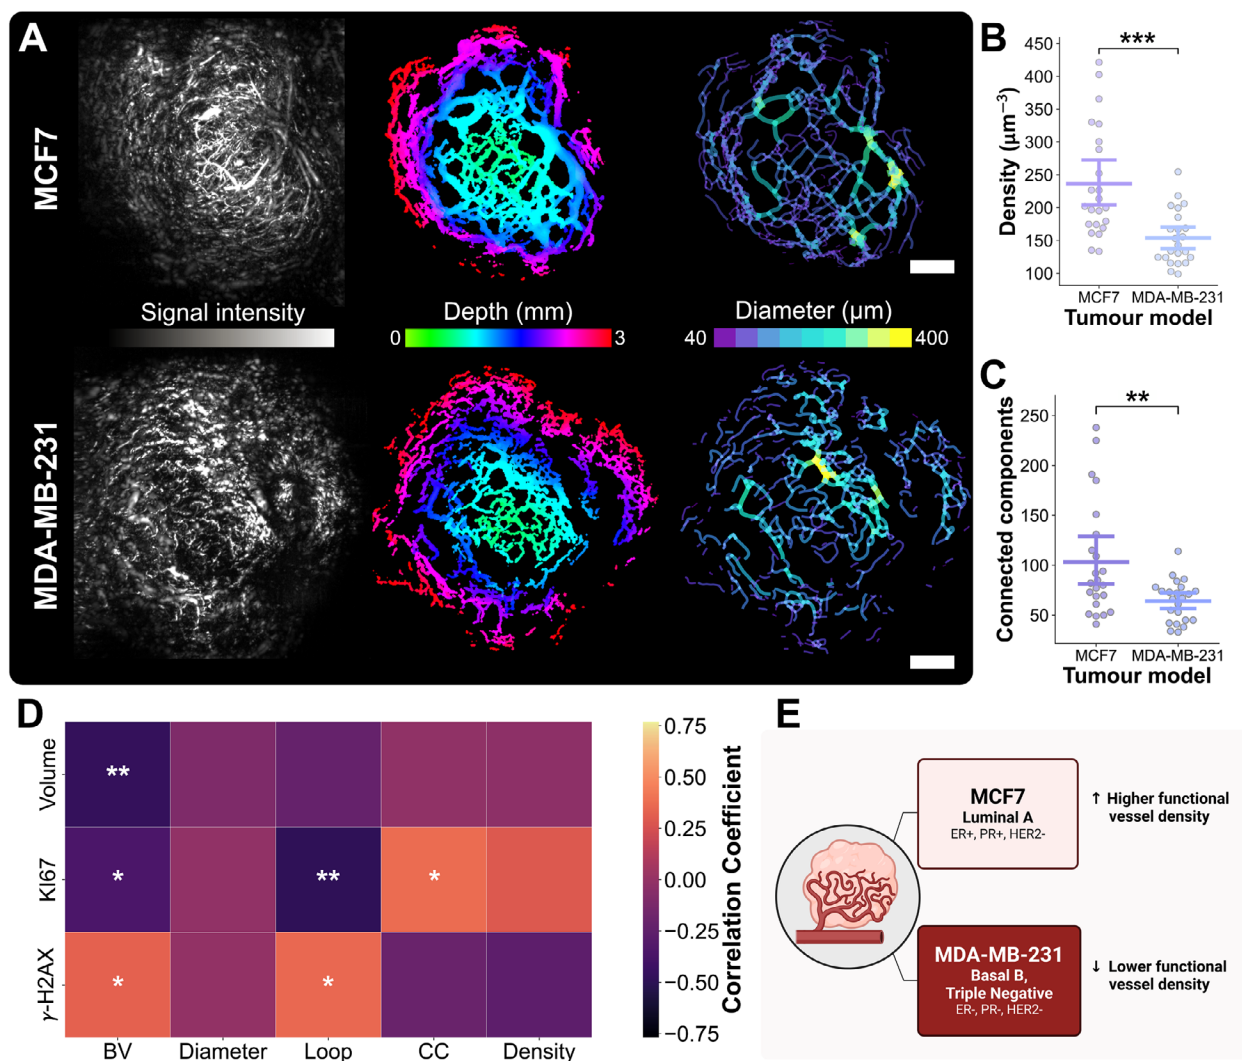 A
MCF7
Signal intensity
Depth (mm)
0
3
Diameter (μm)
40
400
MDA-MB-231
B
***
450
400
350
300
250
200
150
100
Density (μm⁻³)
MCF7
MDA-MB-231
Tumour model
C
**
250
200
150
100
50
Connected components
MCF7
MDA-MB-231
Tumour model
D
Volume
KI67
γ-H2AX
**
*
**
*
*
*
BV
Diameter
Loop
CC
Density
0.75
0.50
0.25
0.00
−0.25
−0.50
−0.75
Correlation Coefficient
E
MCF7
Luminal A
ER+, PR+, HER2-
↑ Higher functional
vessel density
MDA-MB-231
Basal B,
Triple Negative
ER-, PR-, HER2-
↓ Lower functional
vessel density